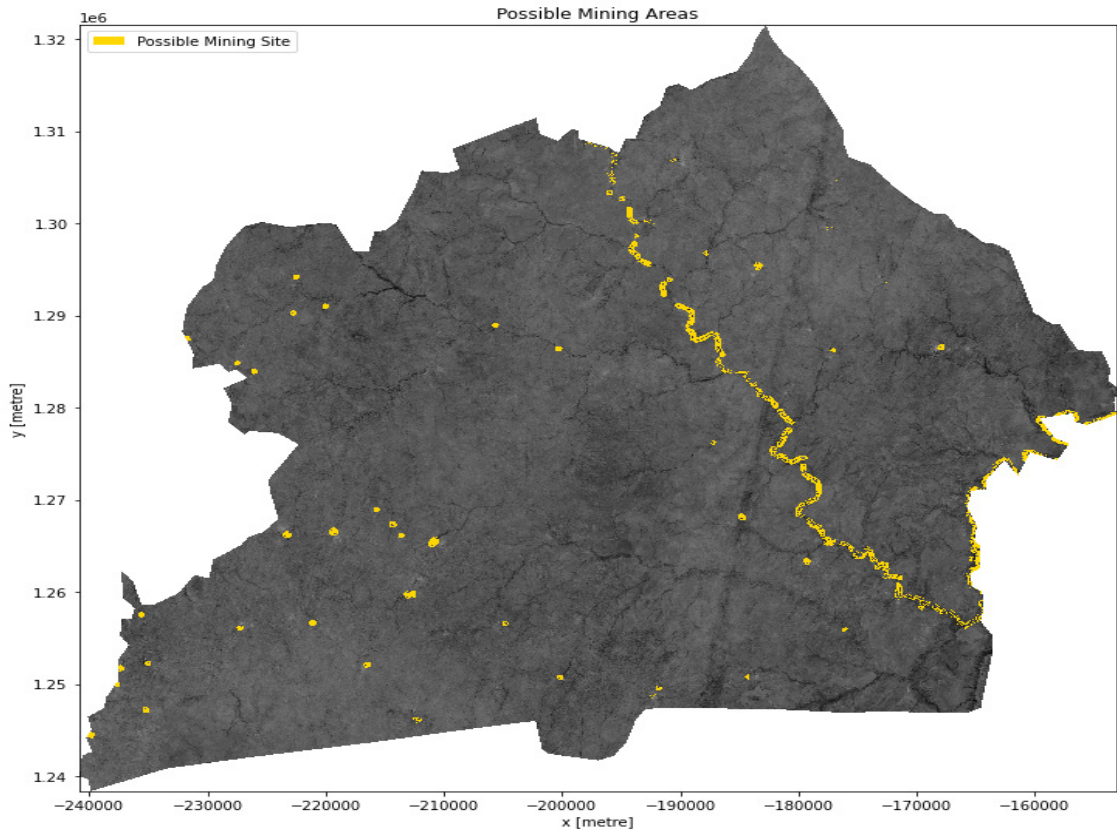 Possible Mining Areas
1e6
Possible Mining Site
1.32
1.31
1.30
1.29
1.28
1.27
1.26
1.25
1.24
y [metre]
−240000 −230000 −220000 −210000 −200000 −190000 −180000 −170000 −160000
x [metre]